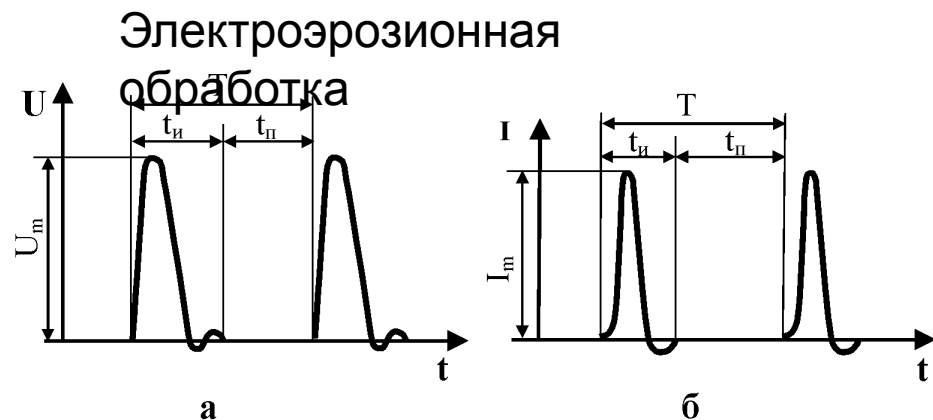 Электроэрозионная
обработка
U T
tи tп
Um
t
а
I T
tи tп
Im
t
б